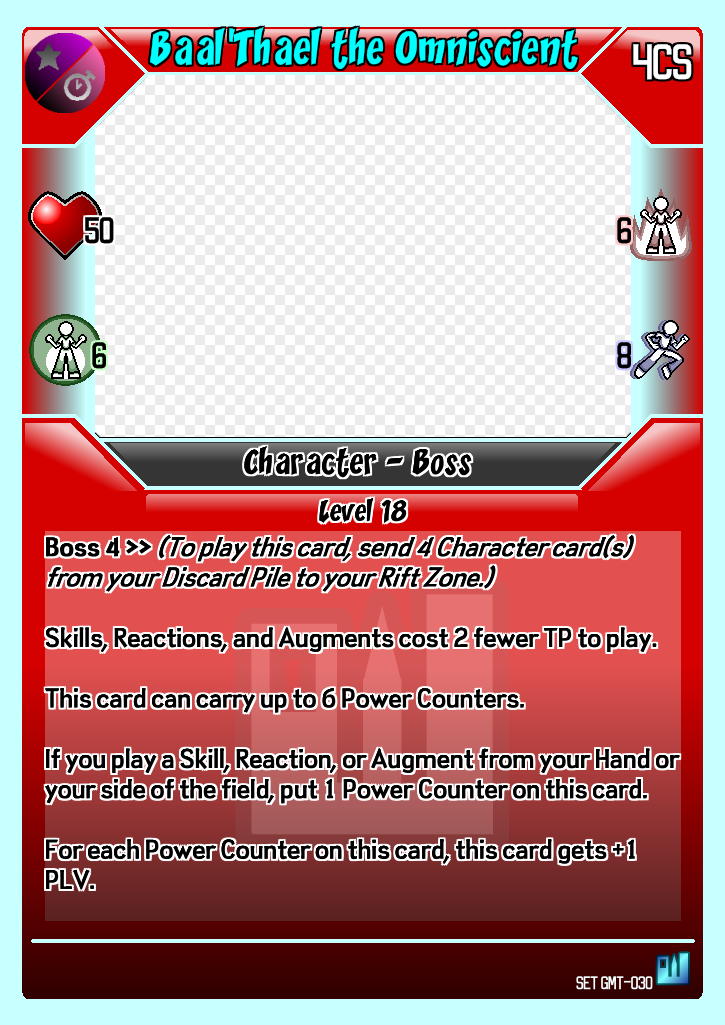 Baal'Thael the Omniscient
4CS
50
6
6
8
Character - Boss
Level 18
Boss 4 >> (To play this card, send 4 Character card(s)
from your Discard Pile to your Rift Zone.)
Skills, Reactions, and Augments cost 2 fewer TP to play.
This card can carry up to 6 Power Counters.
If you play a Skill, Reaction, or Augment from your Hand or
your side of the field, put 1 Power Counter on this card.
For each Power Counter on this card, this card gets +1
PLV.
SET GMT-030